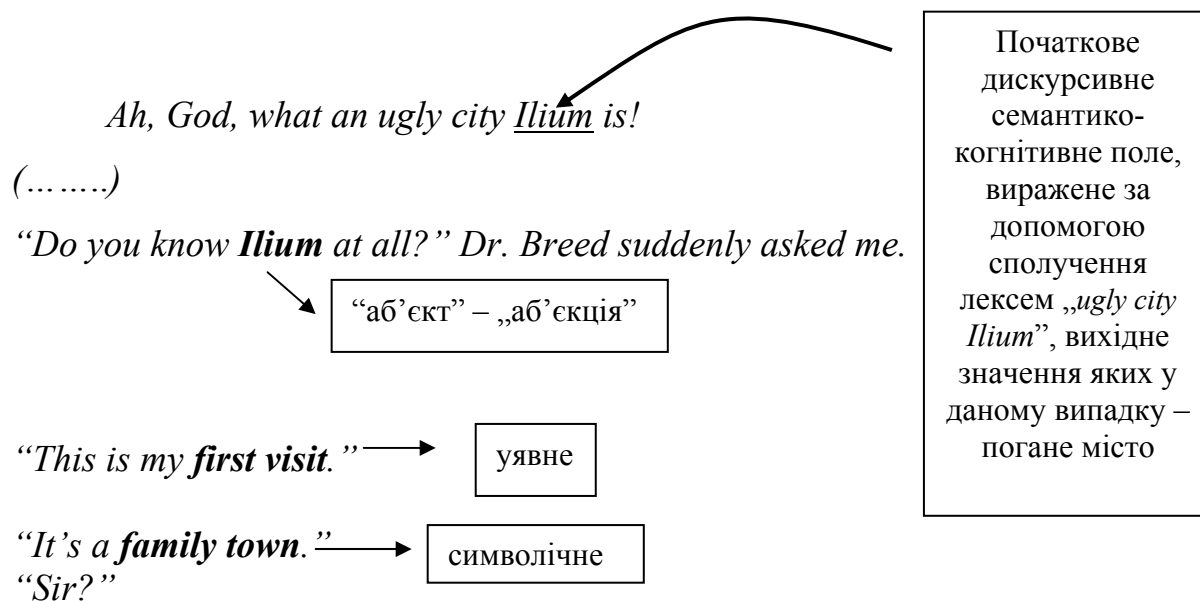 Ah, God, what an ugly city Ilium is!
(……..)
“Do you know Ilium at all?” Dr. Breed suddenly asked me.
“аб’єкт” – „аб’єкція”
“This is my first visit.”
уявне
“It’s a family town.”
символічне
“Sir?”
Початкове
дискурсивне
семантико-
когнітивне поле,
виражене за
допомогою
сполучення
лексем „ugly city
Ilium”, вихідне
значення яких у
даному випадку –
погане місто